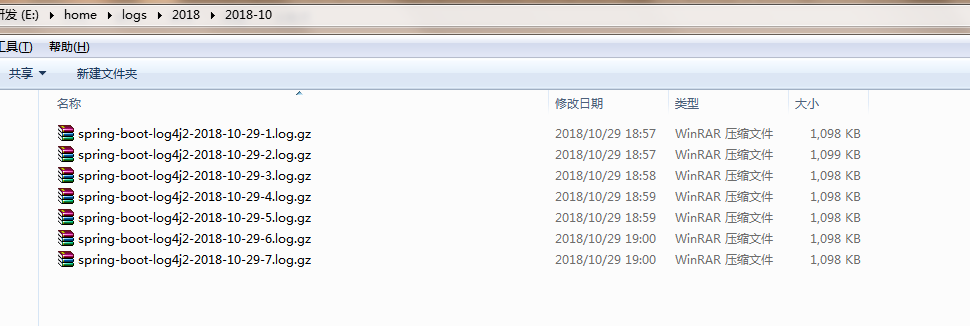 研发 (E:) ▸ home ▸ logs ▸ 2018 ▸ 2018-10
工具(T) 帮助(H)
共享 新建文件夹
名称 修改日期 类型 大小
spring-boot-log4j2-2018-10-29-1.log.gz 2018/10/29 18:57 WinRAR 压缩文件 1,098 KB
spring-boot-log4j2-2018-10-29-2.log.gz 2018/10/29 18:57 WinRAR 压缩文件 1,099 KB
spring-boot-log4j2-2018-10-29-3.log.gz 2018/10/29 18:58 WinRAR 压缩文件 1,098 KB
spring-boot-log4j2-2018-10-29-4.log.gz 2018/10/29 18:59 WinRAR 压缩文件 1,098 KB
spring-boot-log4j2-2018-10-29-5.log.gz 2018/10/29 18:59 WinRAR 压缩文件 1,098 KB
spring-boot-log4j2-2018-10-29-6.log.gz 2018/10/29 19:00 WinRAR 压缩文件 1,098 KB
spring-boot-log4j2-2018-10-29-7.log.gz 2018/10/29 19:00 WinRAR 压缩文件 1,098 KB